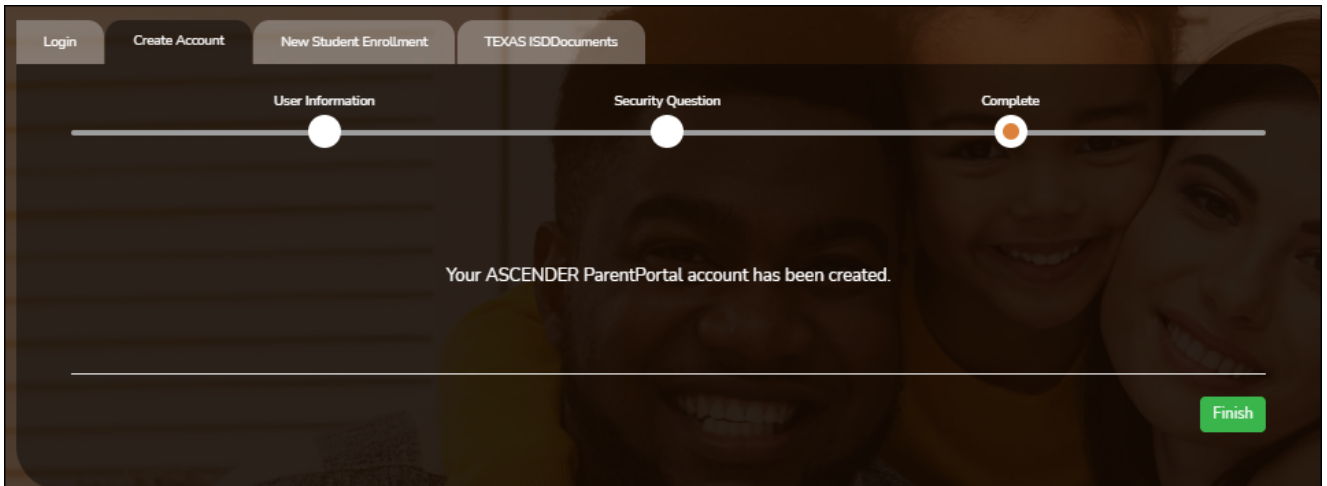 Login
Create Account
New Student Enrollment
TEXAS ISDDocuments
User Information
Security Question
Complete
Your ASCENDER ParentPortal account has been created.
Finish